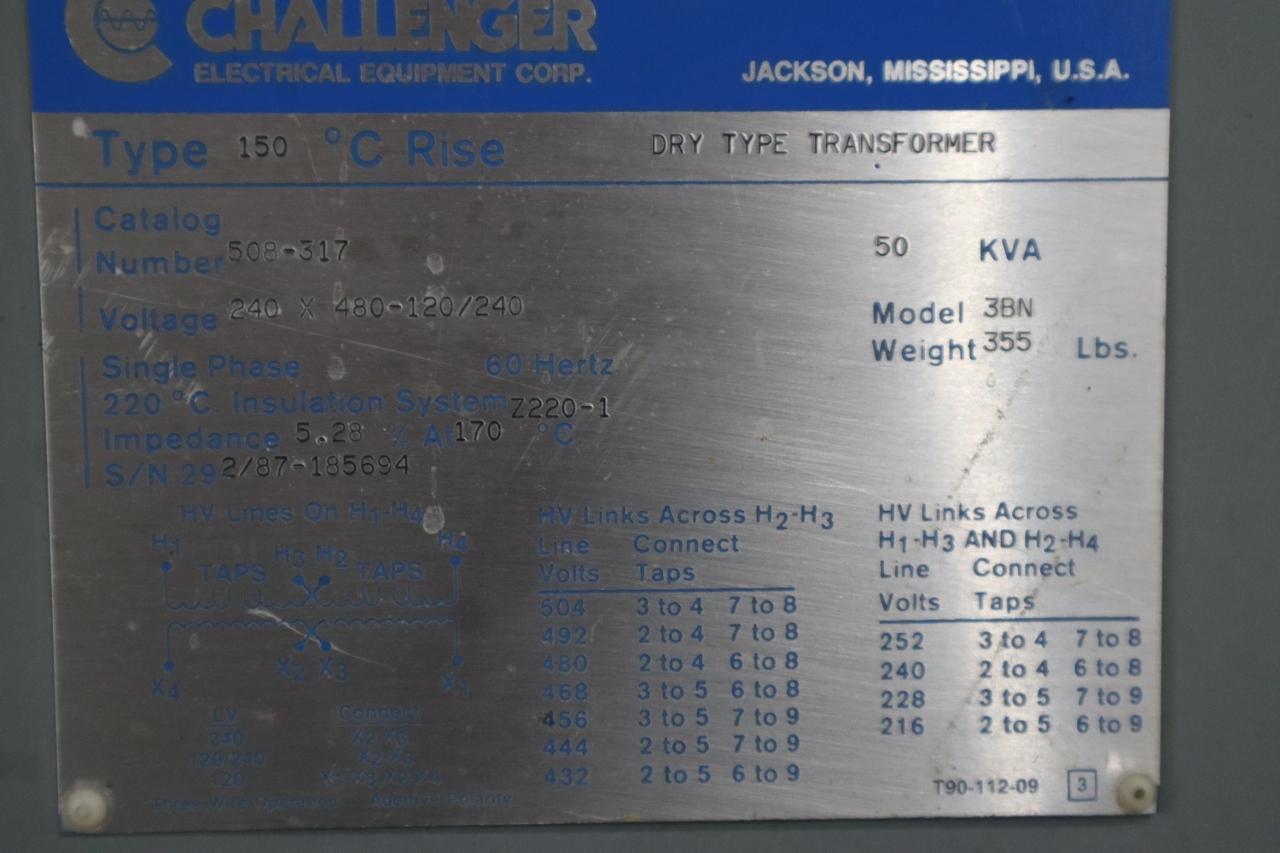 CHALLENGER
ELECTRICAL EQUIPMENT CORP.
JACKSON, MISSISSIPPI, U.S.A.
Type 150 °C Rise DRY TYPE TRANSFORMER
Catalog
Number 508-317
50 KVA
Voltage 240 X 480-120/240
Model 3BN
Weight 355 Lbs.
Single Phase 60 Hertz
220 °C. Insulation System Z220-1
Impedance 5.28 % At 170 °C.
S/N 29 2/87-185694
HV Lines On H1-H4
H1 H3 H2 H4
TAPS TAPS
X4 X2 X3 X1
LV Connect
240 X2-X3
120/240 X2-X3
120 X1-X3, X2-X4
Three Wire Operation Additive Polarity
HV Links Across H2-H3
Line Connect
Volts Taps
504 3 to 4 7 to 8
492 2 to 4 7 to 8
480 2 to 4 6 to 8
468 3 to 5 6 to 8
456 3 to 5 7 to 9
444 2 to 5 7 to 9
432 2 to 5 6 to 9
HV Links Across
H1-H3 AND H2-H4
Line Connect
Volts Taps
252 3 to 4 7 to 8
240 2 to 4 6 to 8
228 3 to 5 7 to 9
216 2 to 5 6 to 9
T90-112-09 3